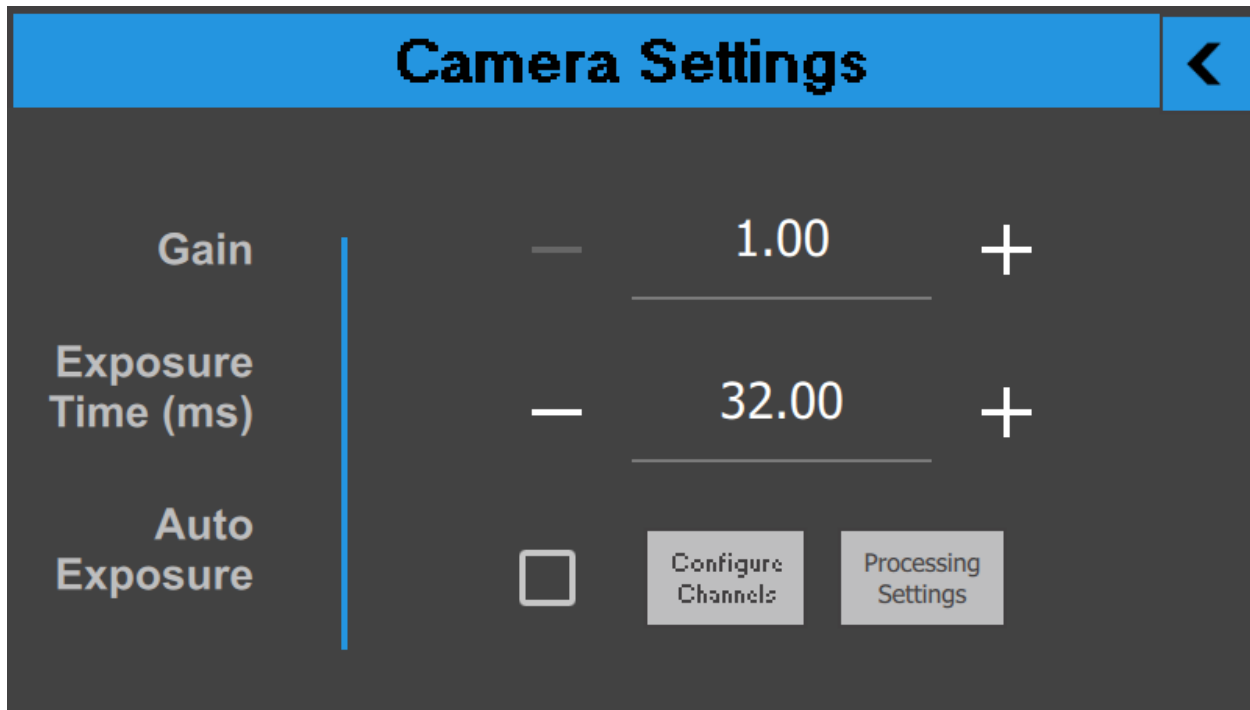 Camera Settings
Gain
1.00
Exposure
Time (ms)
32.00
Auto
Exposure
Configure
Channels
Processing
Settings